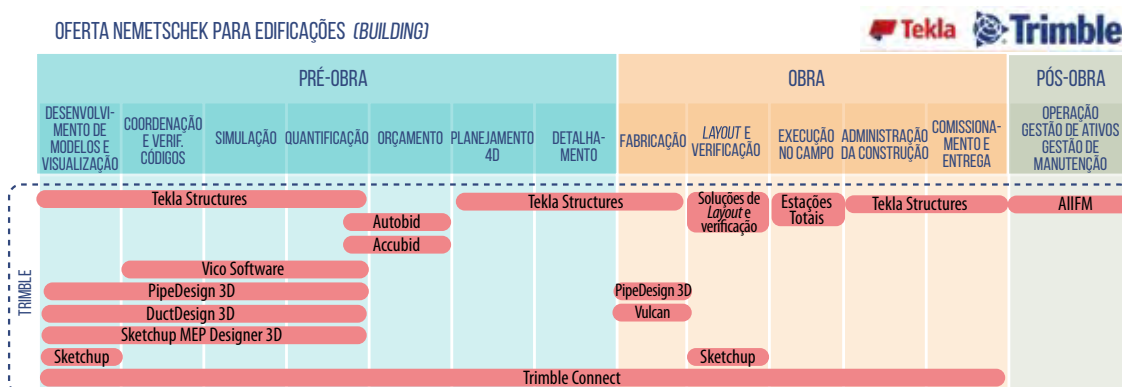 OFERTA NEMETSCHEK PARA EDIFICAÇÕES (BUILDING)
Tekla Trimble
PRÉ-OBRA
OBRA
PÓS-OBRA
DESENVOLVI-
MENTO DE
MODELOS E
VISUALIZAÇÃO
COORDENAÇÃO
E VERIF.
CÓDIGOS
SIMULAÇÃO
QUANTIFICAÇÃO
ORÇAMENTO
PLANEJAMENTO
4D
DETALHA-
MENTO
FABRICAÇÃO
LAYOUT E
VERIFICAÇÃO
EXECUÇÃO
NO CAMPO
ADMINISTRAÇÃO
DA CONSTRUÇÃO
COMISSIONA-
MENTO E
ENTREGA
OPERAÇÃO
GESTÃO DE ATIVOS
GESTÃO DE
MANUTENÇÃO
TRIMBLE
Tekla Structures
Tekla Structures
Soluções de
Layout e
verificação
Estações
Totais
Tekla Structures
AllFM
Autobid
Accubid
Vico Software
PipeDesign 3D
PipeDesign 3D
DuctDesign 3D
Vulcan
Sketchup MEP Designer 3D
Sketchup
Sketchup
Trimble Connect